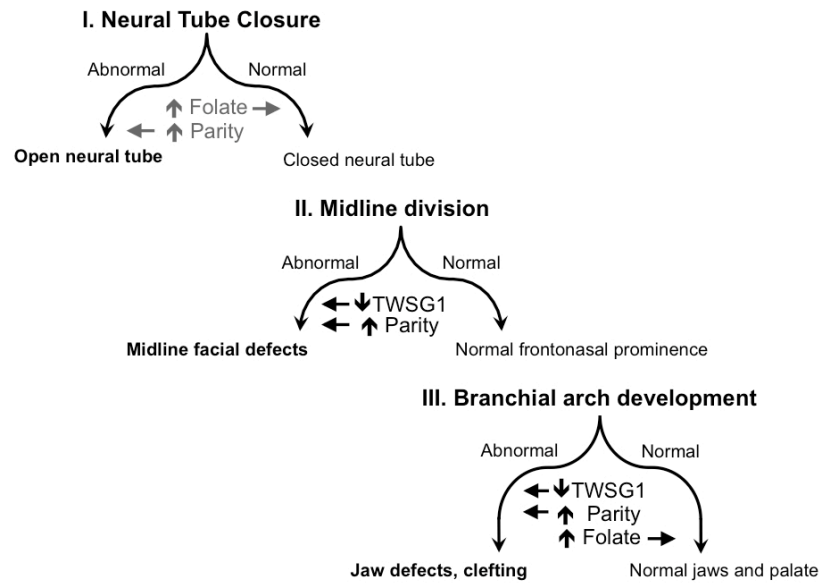 I. Neural Tube Closure
Abnormal
Normal
↑ Folate →
← ↑ Parity
Open neural tube
Closed neural tube
II. Midline division
Abnormal
Normal
← ↓ TWSG1
← ↑ Parity
Midline facial defects
Normal frontonasal prominence
III. Branchial arch development
Abnormal
Normal
← ↓ TWSG1
← ↑ Parity
↑ Folate →
Jaw defects, clefting
Normal jaws and palate